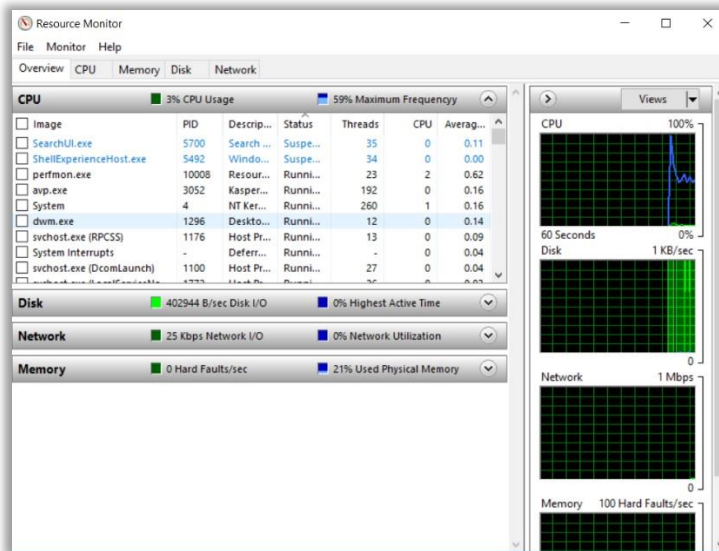 Resource Monitor
File Monitor Help
Overview CPU Memory Disk Network
CPU 3% CPU Usage 59% Maximum Frequencyy
Image PID Descrip... Status Threads CPU Averag...
SearchUI.exe 5700 Search ... Suspe... 35 0 0.11
ShellExperienceHost.exe 5492 Windo... Suspe... 34 0 0.00
perfmon.exe 10008 Resour... Runni... 23 2 0.62
avp.exe 3052 Kasper... Runni... 192 0 0.16
System 4 NT Ker... Runni... 260 1 0.16
dwm.exe 1296 Deskto... Runni... 12 0 0.14
svchost.exe (RPCSS) 1176 Host Pr... Runni... 13 0 0.09
System Interrupts - Deferr... Runni... - 0 0.04
svchost.exe (DcomLaunch) 1100 Host Pr... Runni... 27 0 0.04
Disk 402944 B/sec Disk I/O 0% Highest Active Time
Network 25 Kbps Network I/O 0% Network Utilization
Memory 0 Hard Faults/sec 21% Used Physical Memory
Views
CPU 100%
60 Seconds 0%
Disk 1 KB/sec
0
Network 1 Mbps
0
Memory 100 Hard Faults/sec